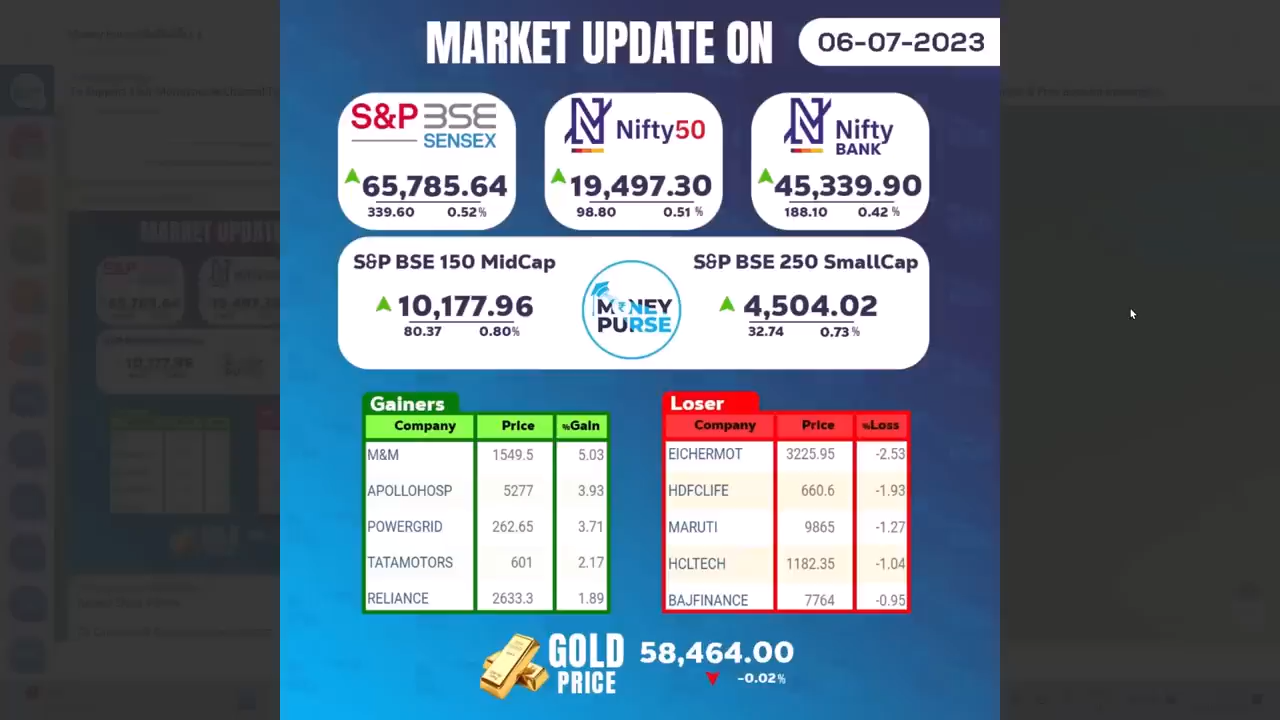 MARKET UPDATE ON 06-07-2023
S&P BSE SENSEX
65,785.64
339.60 0.52%
Nifty50
19,497.30
98.80 0.51 %
Nifty BANK
45,339.90
188.10 0.42 %
S&P BSE 150 MidCap
10,177.96
80.37 0.80%
MONEY
PURSE
S&P BSE 250 SmallCap
4,504.02
32.74 0.73%
Gainers
Company Price %Gain
M&M 1549.5 5.03
APOLLOHOSP 5277 3.93
POWERGRID 262.65 3.71
TATAMOTORS 601 2.17
RELIANCE 2633.3 1.89
Loser
Company Price %Loss
EICHERMOT 3225.95 -2.53
HDFCLIFE 660.6 -1.93
MARUTI 9865 -1.27
HCLTECH 1182.35 -1.04
BAJFINANCE 7764 -0.95
GOLD PRICE
58,464.00
-0.02%